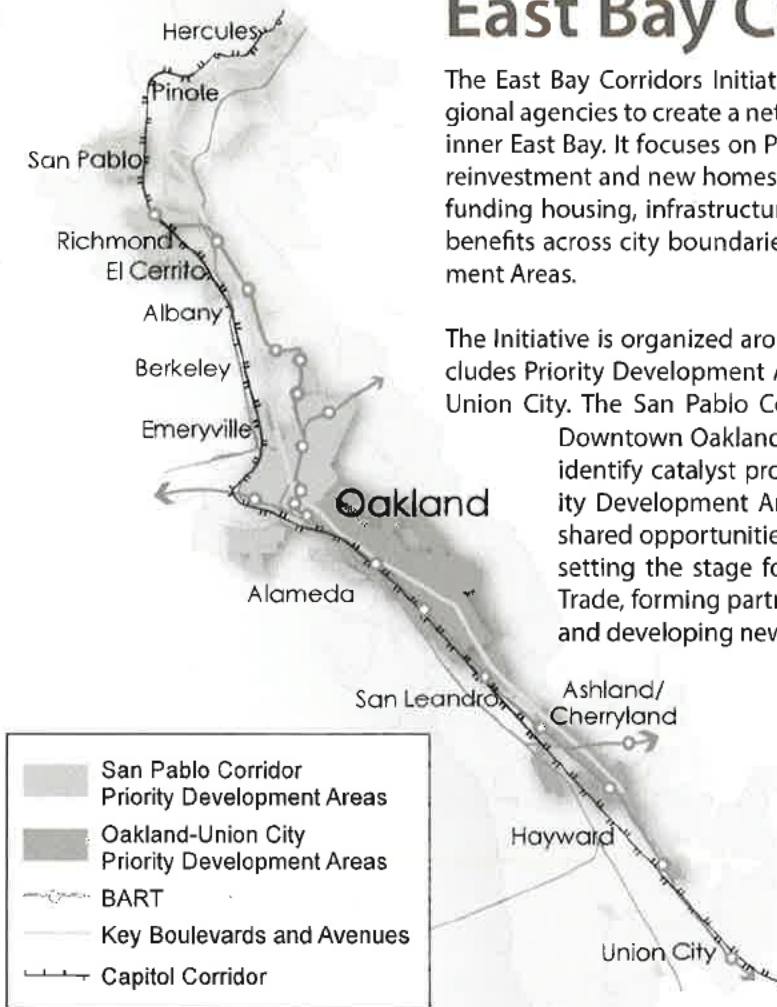 East Bay C
The East Bay Corridors Initiat
gional agencies to create a net
inner East Bay. It focuses on P
reinvestment and new homes
funding housing, infrastructu
benefits across city boundarie
ment Areas.
The Initiative is organized aro
cludes Priority Development A
Union City. The San Pablo Co
Downtown Oakland
identify catalyst pro
ity Development Ar
shared opportunitie
setting the stage fo
Trade, forming partn
and developing new
Hercules
Pinole
San Pablo
Richmond
El Cerrito
Albany
Berkeley
Emeryville
Oakland
Alameda
San Leandro
Ashland/
Cherryland
Hayward
Union City
San Pablo Corridor
Priority Development Areas
Oakland-Union City
Priority Development Areas
BART
Key Boulevards and Avenues
Capitol Corridor